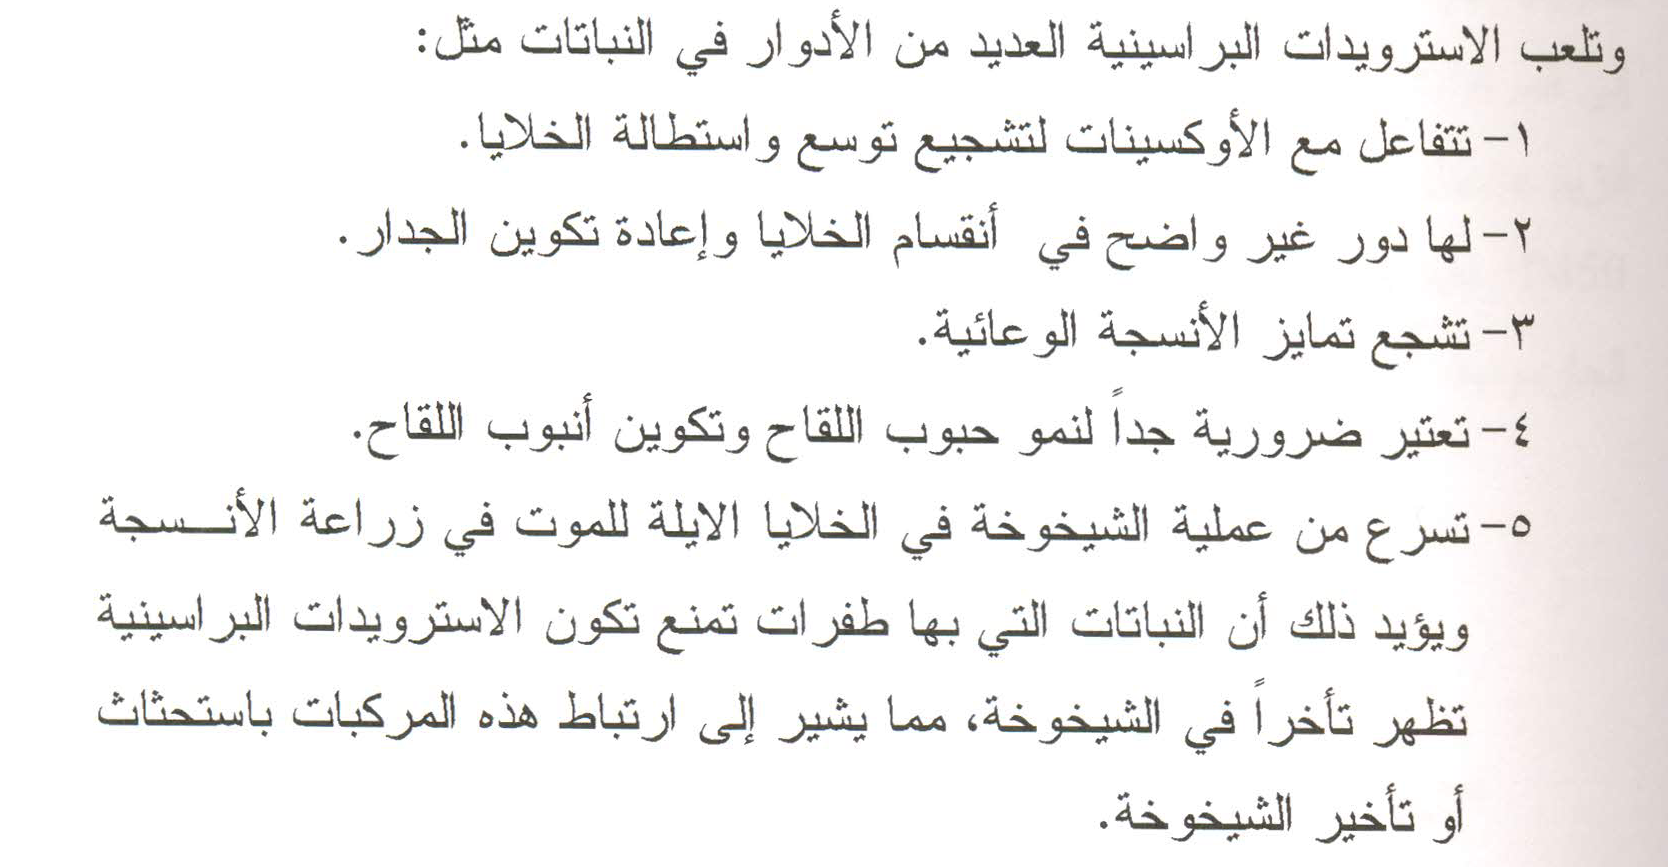 وتلعب الاسترويدات البراسينية العديد من الأدوار في النباتات مثل:
١- تتفاعل مع الأوكسينات لتشجيع توسع واستطالة الخلايا.
٢- لها دور غير واضح في أنقسام الخلايا وإعادة تكوين الجدار.
٣- تشجع تمايز الأنسجة الوعائية.
٤- تعتبر ضرورية جداً لنمو حبوب اللقاح وتكوين أنبوب اللقاح.
٥- تسرع من عملية الشيخوخة في الخلايا الايلة للموت في زراعة الأنسجة
ويؤيد ذلك أن النباتات التي بها طفرات تمنع تكون الاسترويدات البراسينية
تظهر تأخراً في الشيخوخة، مما يشير إلى ارتباط هذه المركبات باستحثاث
أو تأخير الشيخوخة.